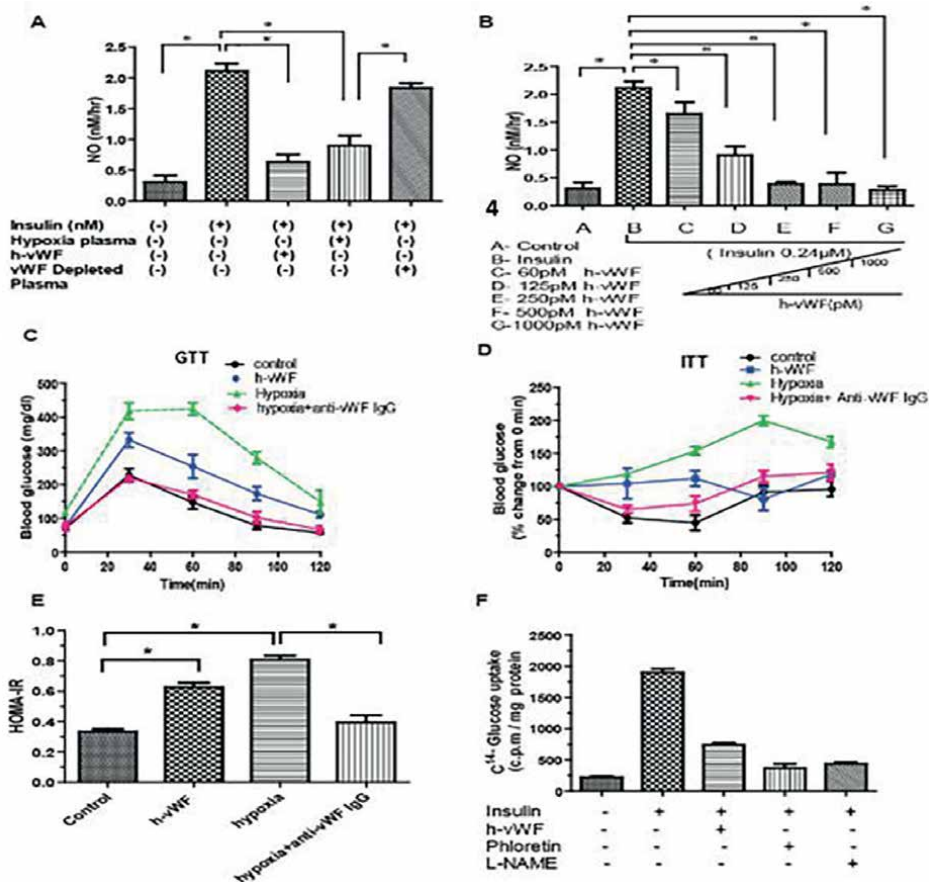 A
NO (nM/hr)
2.5
2.0
1.5
1.0
0.5
0.0
* * * *
Insulin (nM) (-) (+) (+) (+) (+)
Hypoxia plasma (-) (-) (-) (+) (-)
h-vWF (-) (-) (+) (-) (-)
vWF Depleted (-) (-) (-) (-) (+)
Plasma
B
NO (nM/hr)
2.5
2.0
1.5
1.0
0.5
0.0
* * * * * *
A B C D E F G
4
( Insulin 0.24µM)
A- Control
B- Insulin
C- 60pM h-vWF
D- 125pM h-vWF
E- 250pM h-vWF
F- 500pM h-vWF
G-1000pM h-vWF
60 125 250 500 1000
h-vWF(pM)
C
GTT
control
h-vWF
Hypoxia
hypoxia+anti-vWF IgG
Blood glucose (mg/dl)
500
400
300
200
100
0
0 20 40 60 80 100 120
Time(min)
D
ITT
control
h-vWF
Hypoxia
Hypoxia+ Anti-vWF IgG
Blood glucose
(% change from 0 min)
250
200
150
100
50
0
0 20 40 60 80 100 120
Time(min)
E
HOMA-IR
1.0
0.8
0.6
0.4
0.2
0.0
* * *
Control
h-vWF
hypoxia
hypoxia+anti-vWF IgG
F
C14- Glucose uptake
(c.p.m / mg protein
2500
2000
1500
1000
500
0
Insulin - + + + +
h-vWF - - + - -
Phloretin - - - + -
L-NAME - - - - +